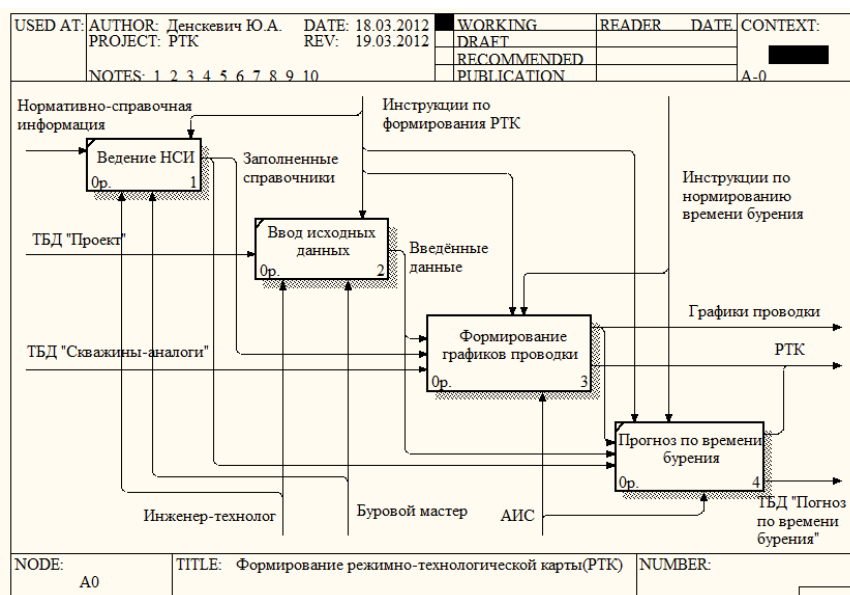 USED AT: AUTHOR: Денскевич Ю.А. DATE: 18.03.2012 WORKING READER DATE CONTEXT:
PROJECT: РТК REV: 19.03.2012 DRAFT
RECOMMENDED
NOTES: 1 2 3 4 5 6 7 8 9 10 PUBLICATION A-0
Нормативно-справочная
информация
Инструкции по
формирования РТК
Ведение НСИ
0р. 1
Заполненные
справочники
Инструкции по
нормированию
времени бурения
ТБД "Проект"
Ввод исходных
данных
0р. 2
Введённые
данные
Графики проводки
ТБД "Скважины-аналоги"
Формирование
графиков проводки
0р. 3
РТК
Прогноз по времени
бурения
0р. 4
Инженер-технолог
Буровой мастер
АИС
ТБД "Погноз
по времени
бурения"
NODE: TITLE: Формирование режимно-технологической карты(РТК) NUMBER:
A0